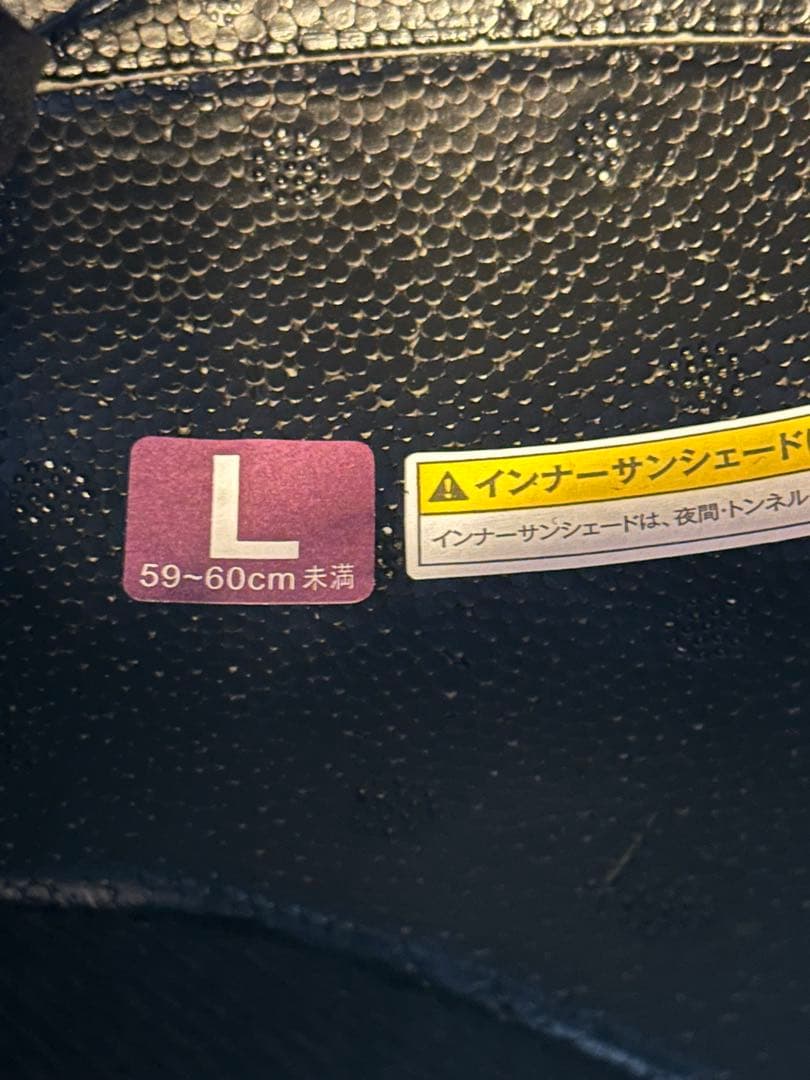 L
59~60cm 未満
⚠ インナーサンシェード
インナーサンシェードは、夜間・トンネル